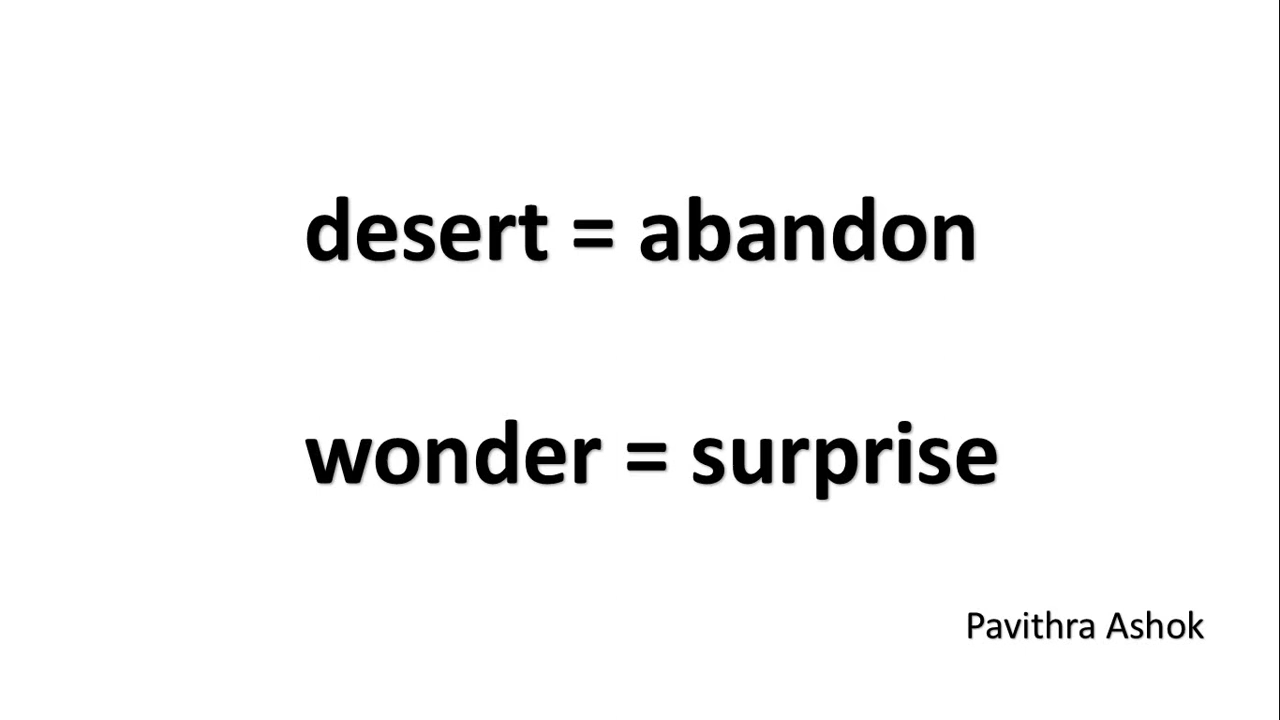 desert = abandon
wonder = surprise
Pavithra Ashok